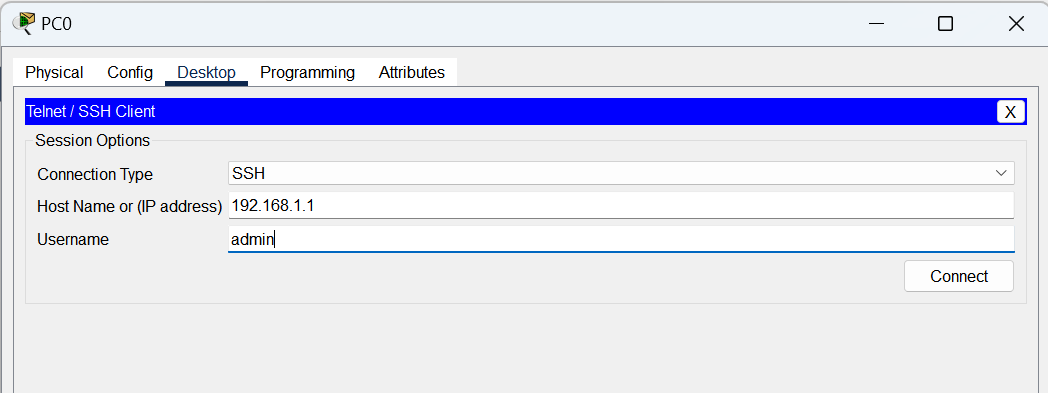 PC0
Physical Config Desktop Programming Attributes
Telnet / SSH Client X
Session Options
Connection Type SSH
Host Name or (IP address) 192.168.1.1
Username admin
Connect